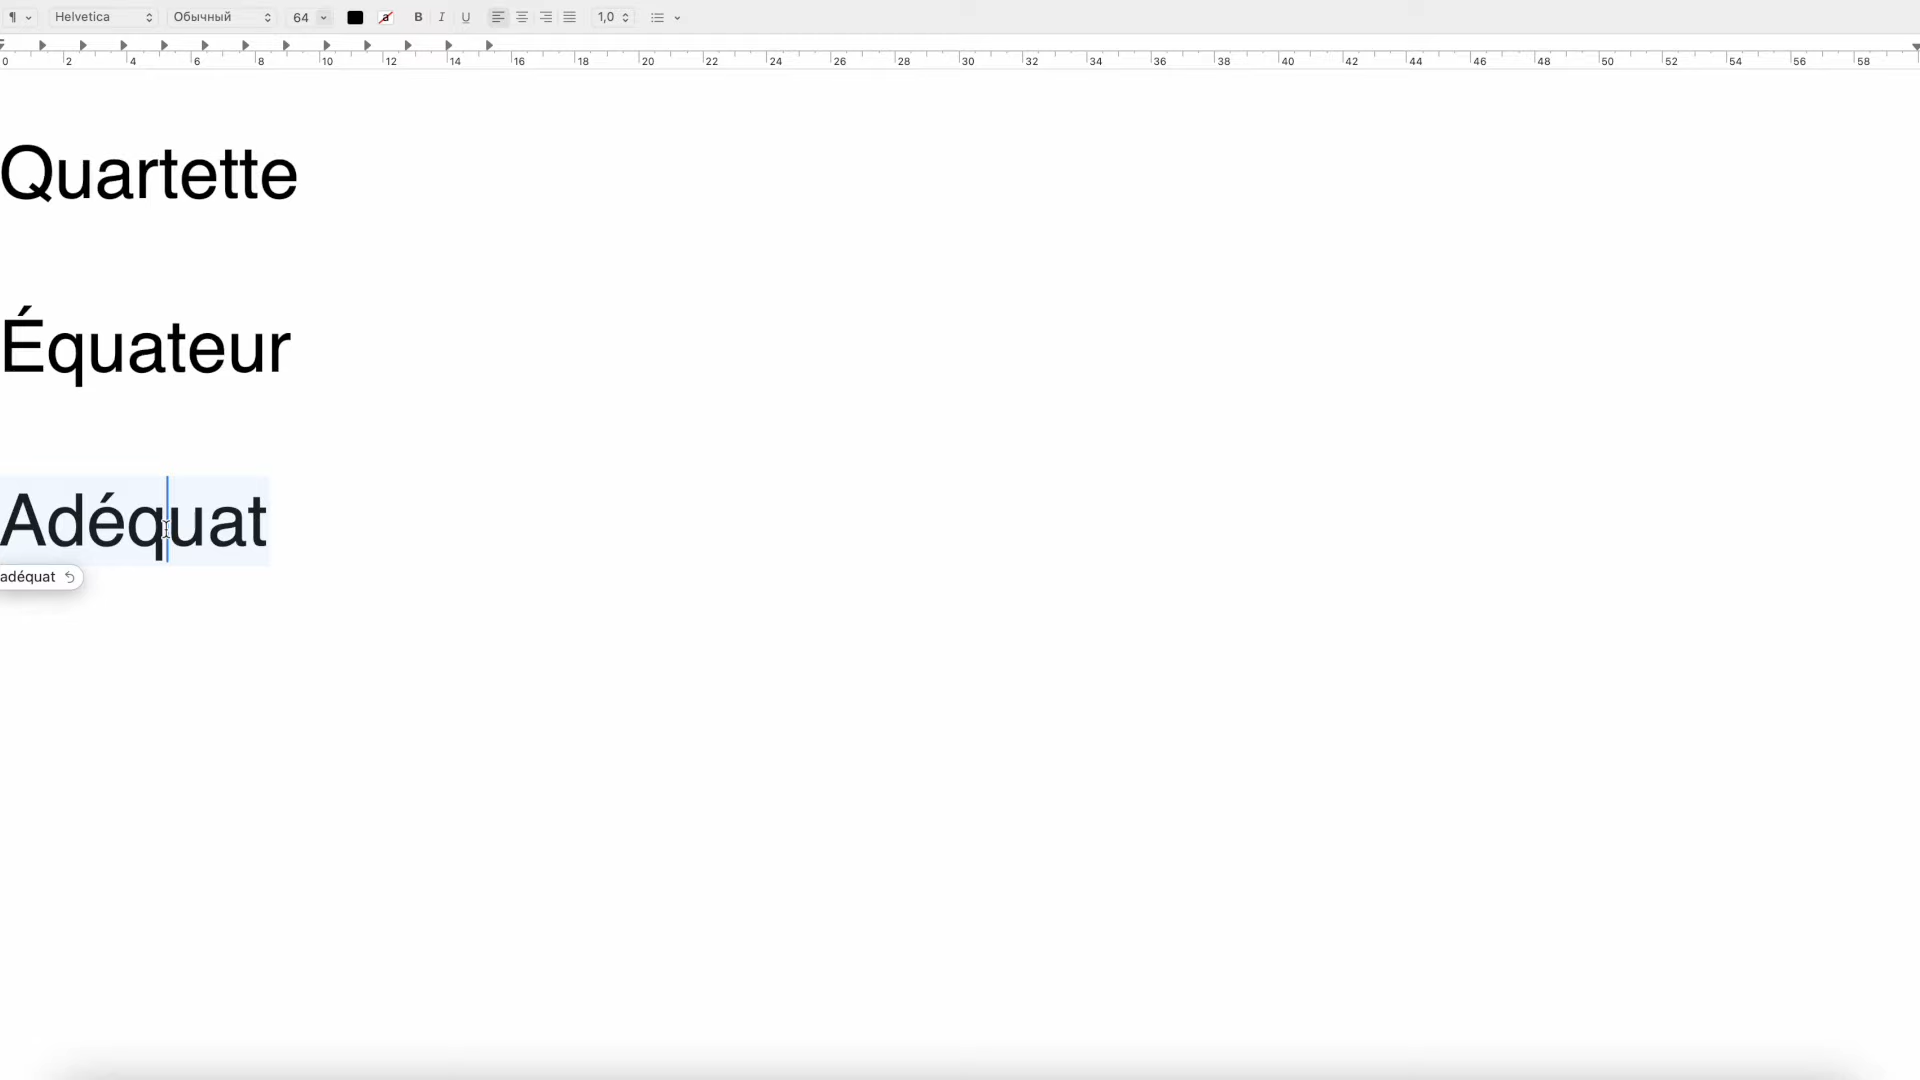 ¶ Helvetica Обычный 64 a B I U 1,0
0 2 4 6 8 10 12 14 16 18 20 22 24 26 28 30 32 34 36 38 40 42 44 46 48 50 52 54 56 58
Quartette
Équateur
Adéquat
adéquat